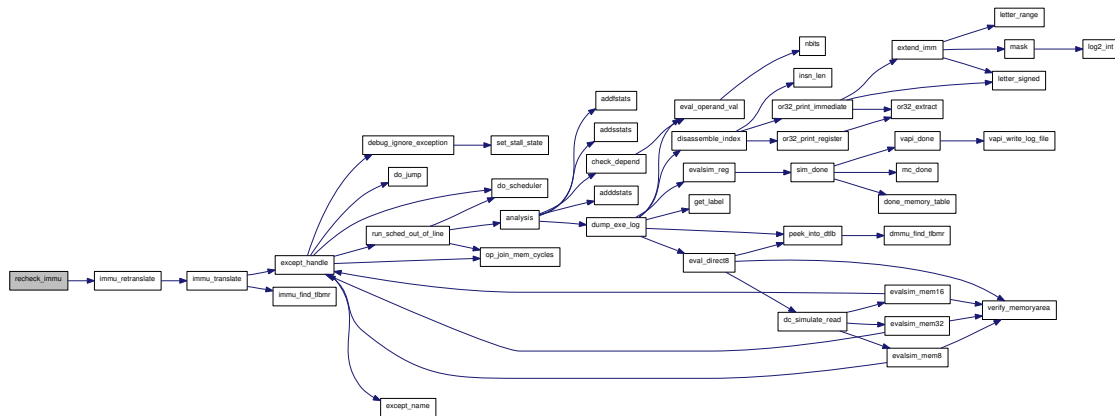 letter_range
nbits
extend_imm
mask
log2_int
insn_len
letter_signed
addfstats
eval_operand_val
or32_print_immediate
or32_extract
addsstats
debug_ignore_exception
set_stall_state
disassemble_index
or32_print_register
vapi_done
vapi_write_log_file
check_depend
do_jump
evalsim_reg
sim_done
mc_done
do_scheduler
adddstats
get_label
done_memory_table
analysis
dump_exe_log
run_sched_out_of_line
peek_into_dtlb
dmmu_find_tlbmr
op_join_mem_cycles
except_handle
eval_direct8
recheck_immu
immu_retranslate
immu_translate
immu_find_tlbmr
evalsim_mem16
verify_memoryarea
dc_simulate_read
evalsim_mem32
evalsim_mem8
except_name